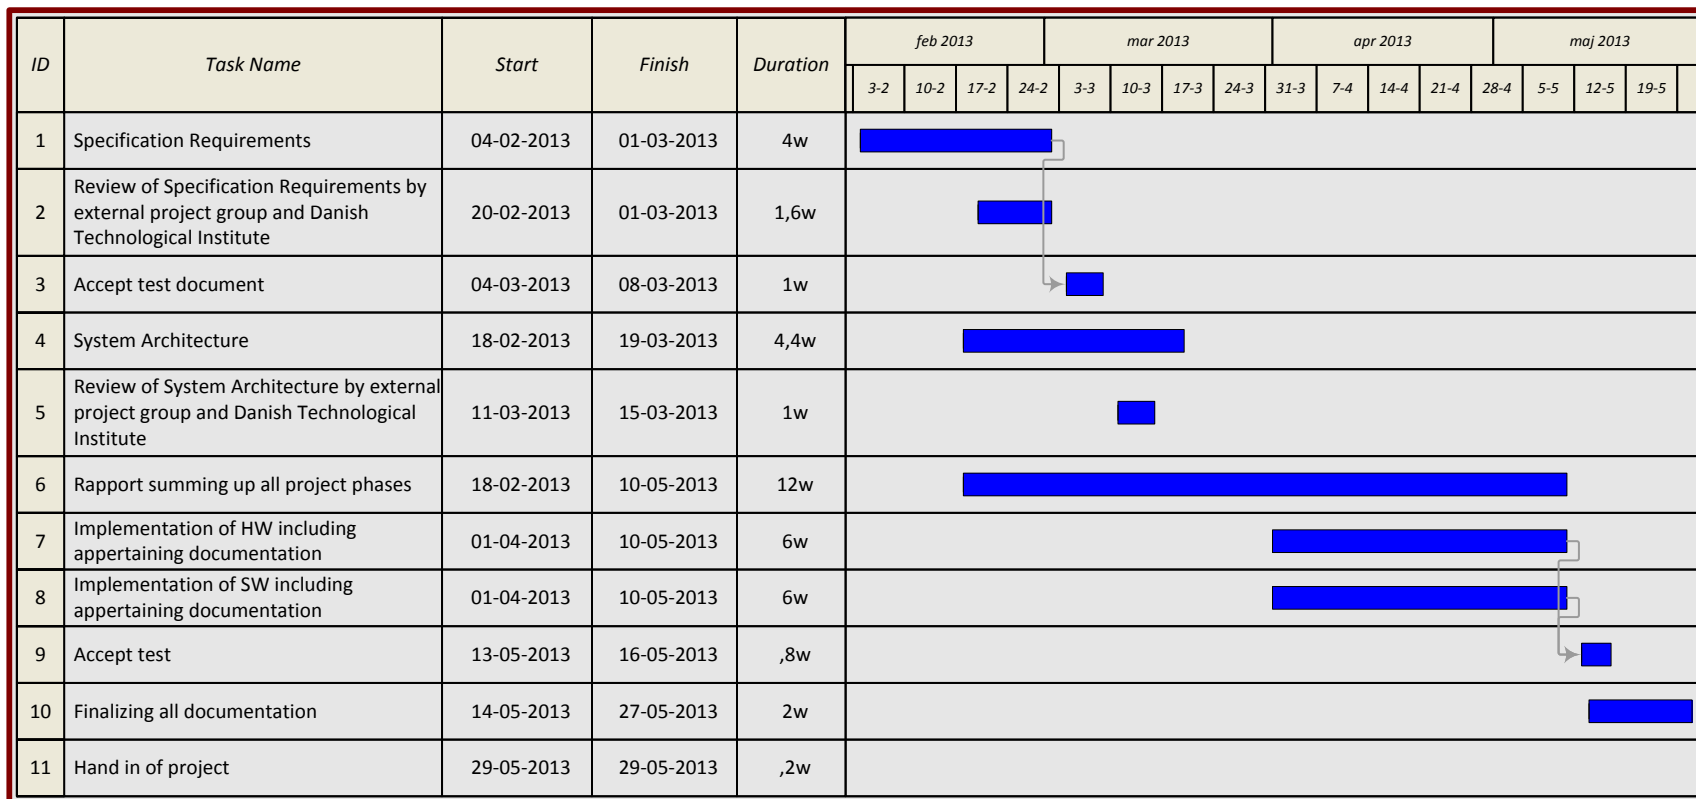 ID Task Name Start Finish Duration feb 2013 mar 2013 apr 2013 maj 2013
3-2 10-2 17-2 24-2 3-3 10-3 17-3 24-3 31-3 7-4 14-4 21-4 28-4 5-5 12-5 19-5
1 Specification Requirements 04-02-2013 01-03-2013 4w
2 Review of Specification Requirements by
external project group and Danish
Technological Institute 20-02-2013 01-03-2013 1,6w
3 Accept test document 04-03-2013 08-03-2013 1w
4 System Architecture 18-02-2013 19-03-2013 4,4w
5 Review of System Architecture by external
project group and Danish Technological
Institute 11-03-2013 15-03-2013 1w
6 Rapport summing up all project phases 18-02-2013 10-05-2013 12w
7 Implementation of HW including
appertaining documentation 01-04-2013 10-05-2013 6w
8 Implementation of SW including
appertaining documentation 01-04-2013 10-05-2013 6w
9 Accept test 13-05-2013 16-05-2013 ,8w
10 Finalizing all documentation 14-05-2013 27-05-2013 2w
11 Hand in of project 29-05-2013 29-05-2013 ,2w